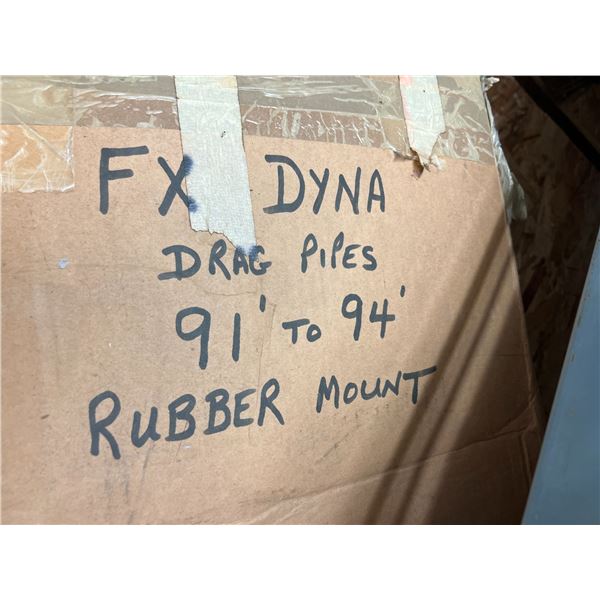 FX DYNA
DRAG PIPES
91' TO 94'
RUBBER MOUNT